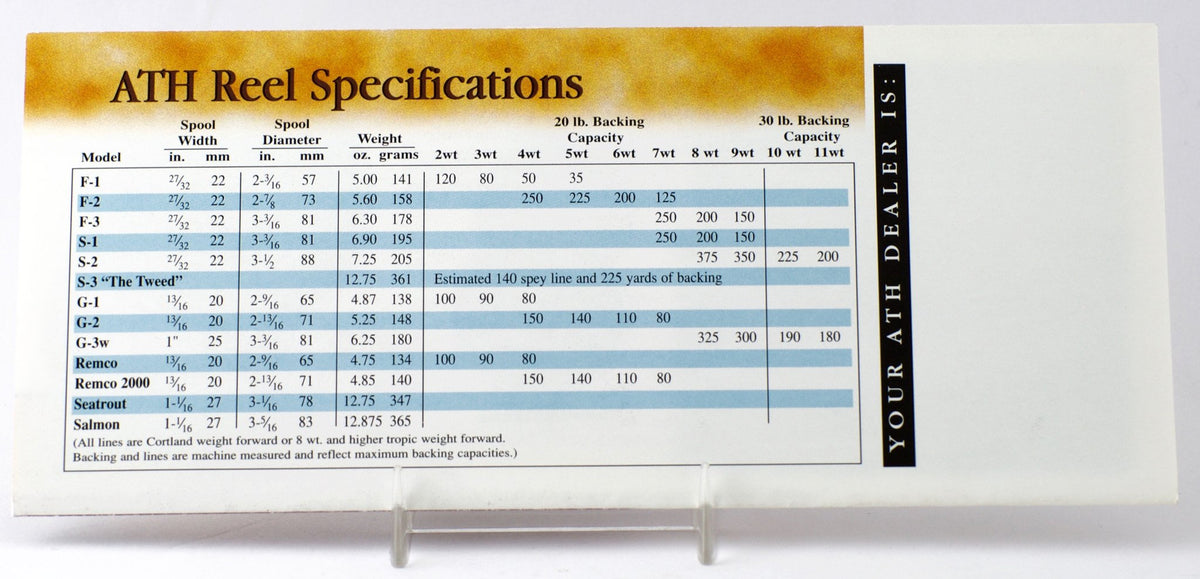 ATH Reel Specifications
Spool Spool 20 lb. Backing 30 lb. Backing
Width Diameter Weight Capacity Capacity
Model in. mm in. mm oz. grams 2wt 3wt 4wt 5wt 6wt 7wt 8 wt 9wt 10 wt 11wt
F-1 27/32 22 2-3/16 57 5.00 141 120 80 50 35
F-2 27/32 22 2-7/8 73 5.60 158 250 225 200 125
F-3 27/32 22 3-3/16 81 6.30 178 250 200 150
S-1 27/32 22 3-3/16 81 6.90 195 250 200 150
S-2 27/32 22 3-1/2 88 7.25 205 375 350 225 200
S-3 “The Tweed” 12.75 361 Estimated 140 spey line and 225 yards of backing
G-1 13/16 20 2-9/16 65 4.87 138 100 90 80
G-2 13/16 20 2-13/16 71 5.25 148 150 140 110 80
G-3w 1" 25 3-3/16 81 6.25 180 325 300 190 180
Remco 13/16 20 2-9/16 65 4.75 134 100 90 80
Remco 2000 13/16 20 2-13/16 71 4.85 140 150 140 110 80
Seatrout 1-1/16 27 3-1/16 78 12.75 347
Salmon 1-1/16 27 3-5/16 83 12.875 365
(All lines are Cortland weight forward or 8 wt. and higher tropic weight forward.
Backing and lines are machine measured and reflect maximum backing capacities.)
YOUR ATH DEALER IS: